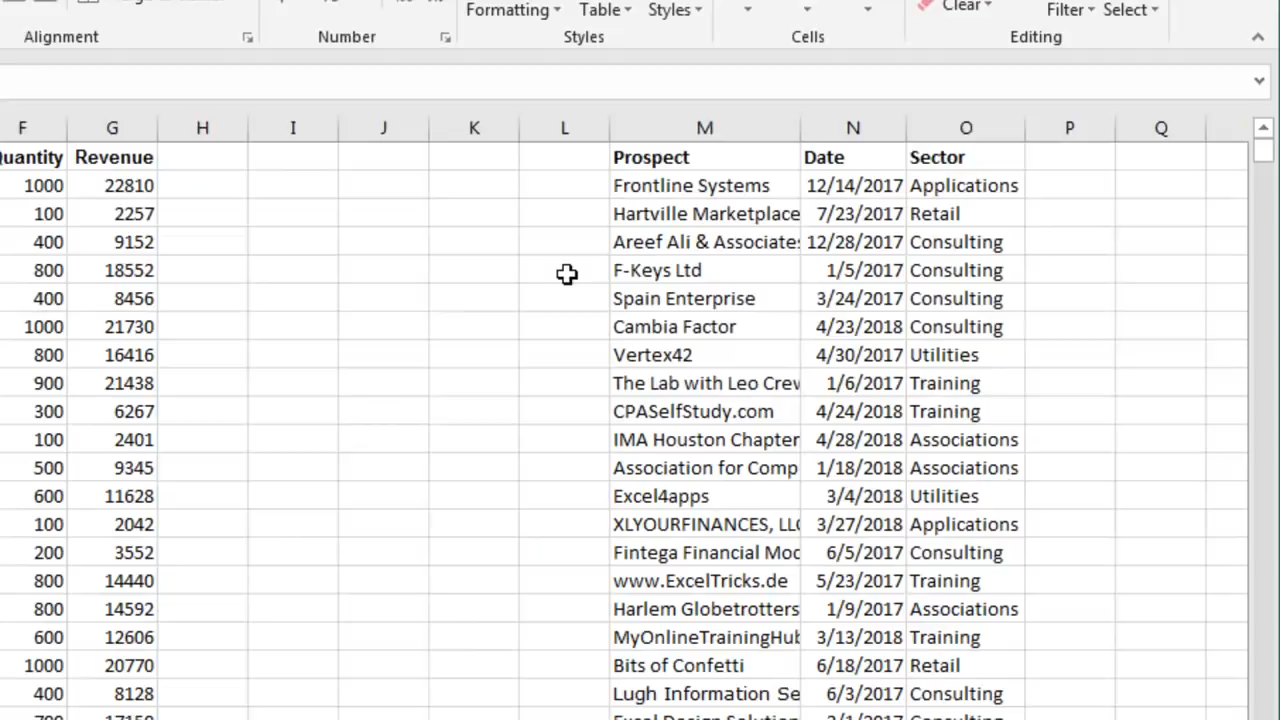 Clear
Formatting Table Styles Filter Select
Alignment Number Styles Cells Editing
F G H I J K L M N O P Q
Quantity Revenue Prospect Date Sector
1000 22810 Frontline Systems 12/14/2017 Applications
100 2257 Hartville Marketplace 7/23/2017 Retail
400 9152 Areef Ali & Associates 12/28/2017 Consulting
800 18552 F-Keys Ltd 1/5/2017 Consulting
400 8456 Spain Enterprise 3/24/2017 Consulting
1000 21730 Cambia Factor 4/23/2018 Consulting
800 16416 Vertex42 4/30/2017 Utilities
900 21438 The Lab with Leo Crew 1/6/2017 Training
300 6267 CPASelfStudy.com 4/24/2018 Training
100 2401 IMA Houston Chapter 4/28/2018 Associations
500 9345 Association for Comp 1/18/2018 Associations
600 11628 Excel4apps 3/4/2018 Utilities
100 2042 XLYOURFINANCES, LLC 3/27/2018 Applications
200 3552 Fintega Financial Mod 6/5/2017 Consulting
800 14440 www.ExcelTricks.de 5/23/2017 Training
800 14592 Harlem Globetrotters 1/9/2017 Associations
600 12606 MyOnlineTrainingHub 3/13/2018 Training
1000 20770 Bits of Confetti 6/18/2017 Retail
400 8128 Lugh Information Se 6/3/2017 Consulting